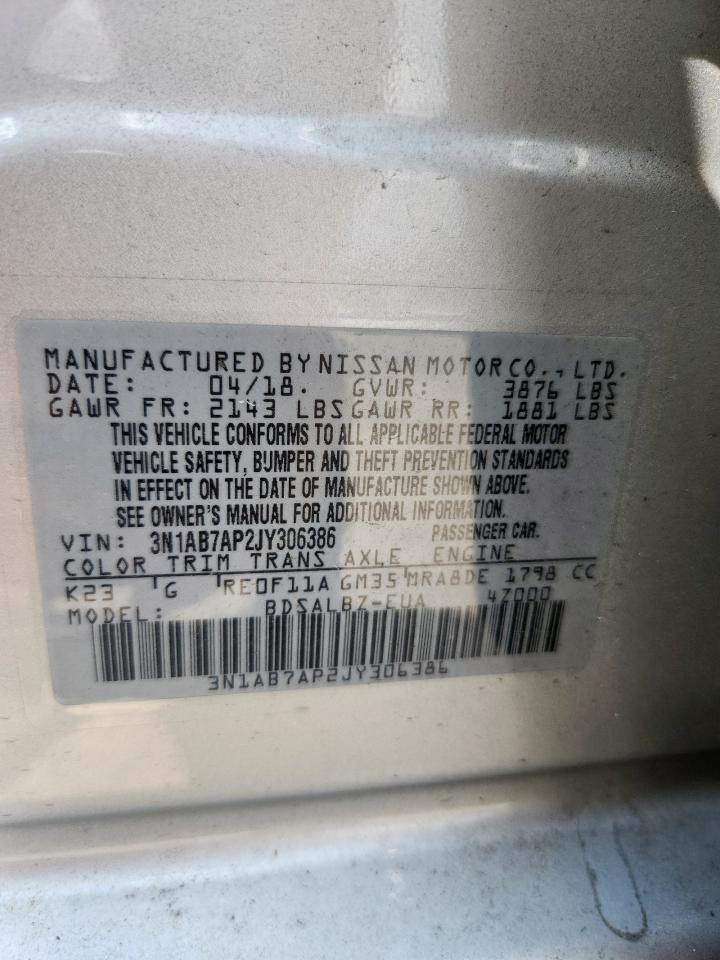 MANUFACTURED BY NISSAN MOTOR CO., LTD.
DATE: 04/18. GVWR: 3876 LBS
GAWR FR: 2143 LBS GAWR RR: 1881 LBS
THIS VEHICLE CONFORMS TO ALL APPLICABLE FEDERAL MOTOR
VEHICLE SAFETY, BUMPER AND THEFT PREVENTION STANDARDS
IN EFFECT ON THE DATE OF MANUFACTURE SHOWN ABOVE.
SEE OWNER'S MANUAL FOR ADDITIONAL INFORMATION.
VIN: 3N1AB7AP2JY306386 PASSENGER CAR.
COLOR TRIM TRANS AXLE ENGINE
K23 G RE0F11A GM35 MRA8DE 1798 CC
MODEL: BDSALBZ-EUA 47000
3N1AB7AP2JY306386